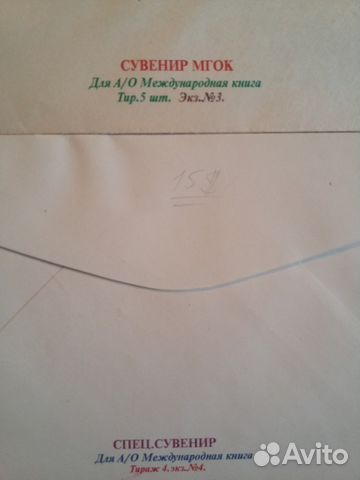 СУВЕНИР МГОК
Для А/О Международная книга
Тир.5 шт. Экз.№3.
15$
СПЕЦ.СУВЕНИР
Для А/О Международная книга
Тираж 4.экз.№4.
Avito